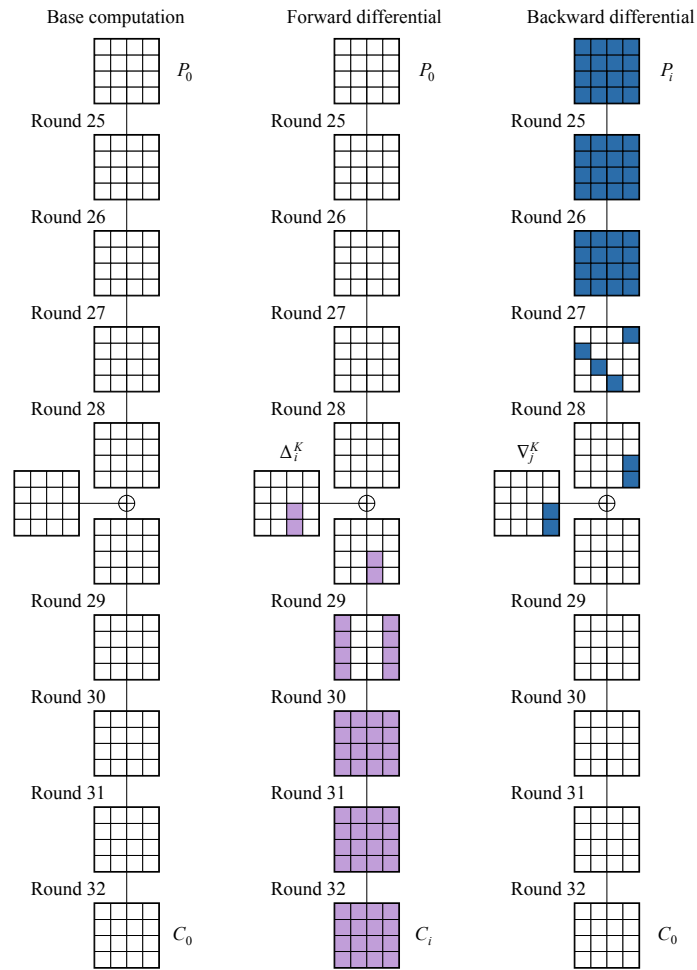 Base computation Forward differential Backward differential
P₀ P₀ Pᵢ
Round 25 Round 25 Round 25
Round 26 Round 26 Round 26
Round 27 Round 27 Round 27
Round 28 Round 28 Round 28
Δᵢᴷ ∇ⱼᴷ
Round 29 Round 29 Round 29
Round 30 Round 30 Round 30
Round 31 Round 31 Round 31
Round 32 Round 32 Round 32
C₀ Cᵢ C₀